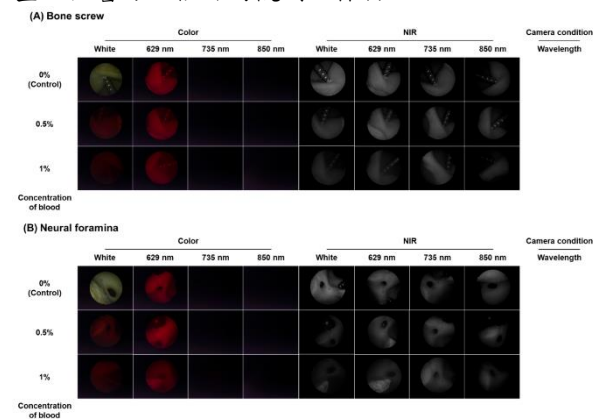 (A) Bone screw
Color NIR Camera condition
White 629 nm 735 nm 850 nm White 629 nm 735 nm 850 nm Wavelength
0%
(Control)
0.5%
1%
Concentration
of blood
(B) Neural foramina
Color NIR Camera condition
White 629 nm 735 nm 850 nm White 629 nm 735 nm 850 nm Wavelength
0%
(Control)
0.5%
1%
Concentration
of blood